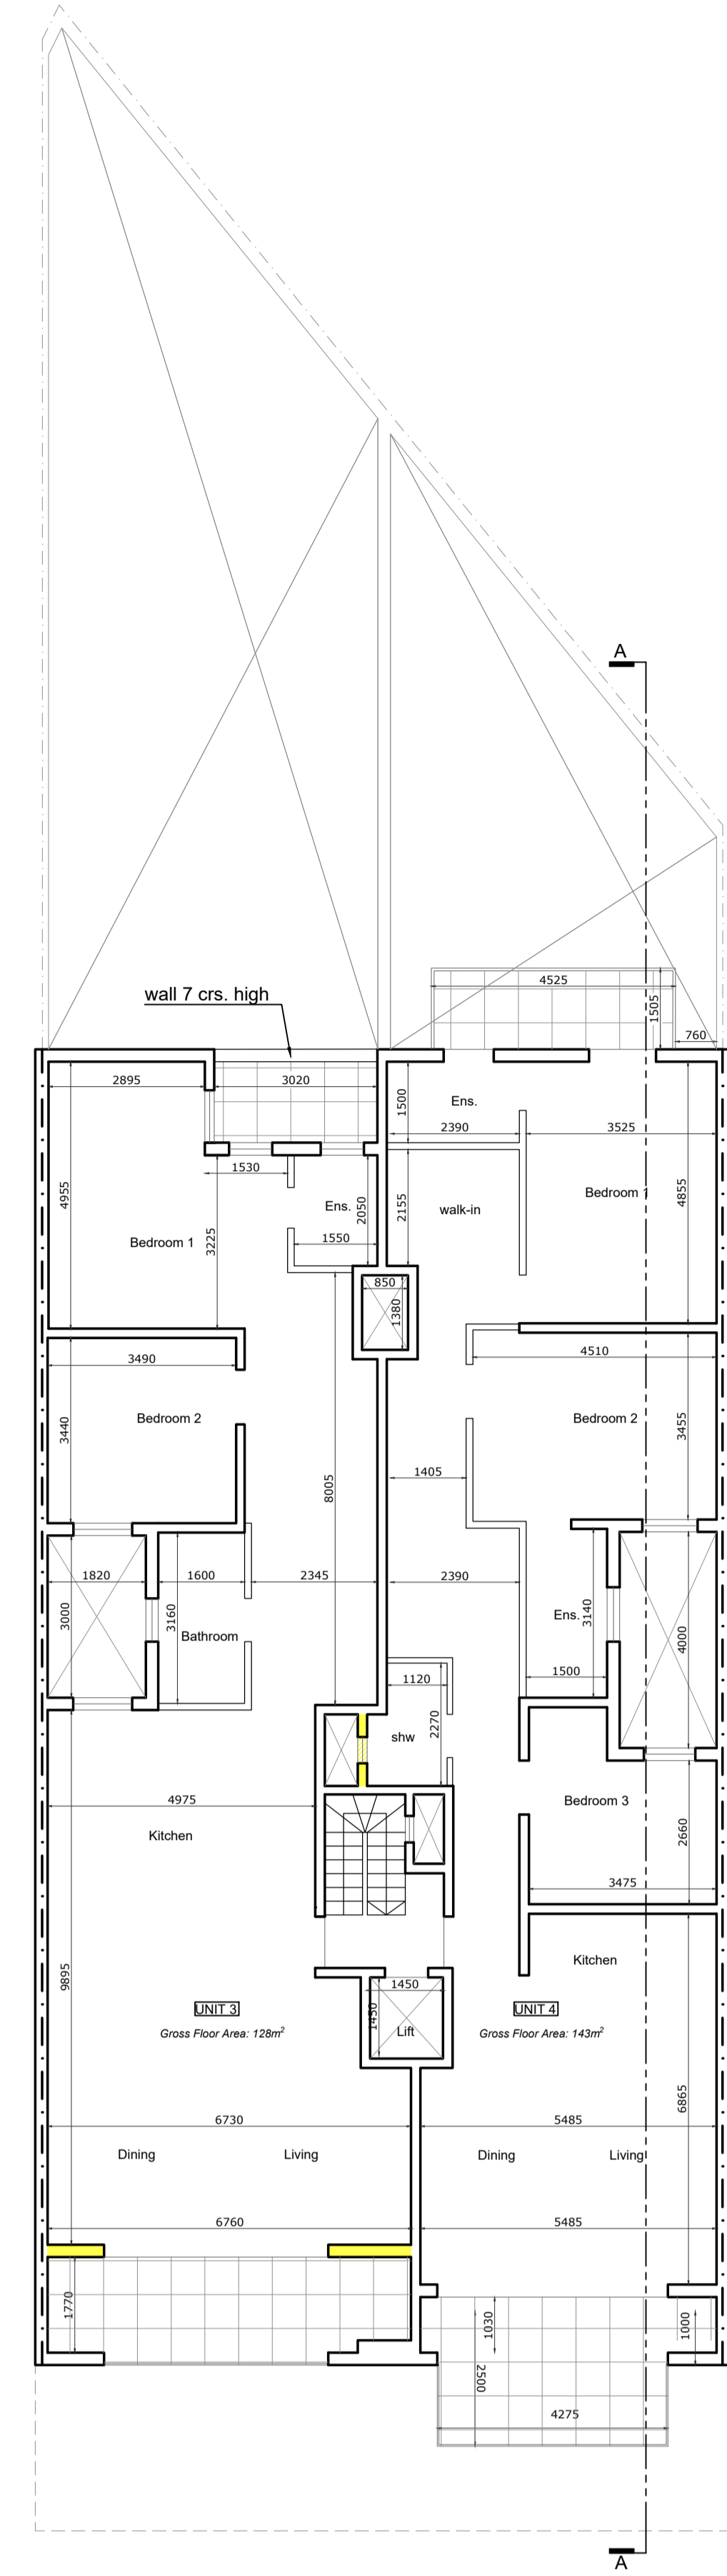 A
wall 7 crs. high
4525
1505
760
2895
3020
1500
Ens.
2390
3525
1530
4955
Bedroom 1
3225
Ens.
2050
1550
2155
walk-in
Bedroom 1
4855
850
1380
3490
4510
3440
Bedroom 2
Bedroom 2
3455
8005
1405
1820
1600
2345
2390
3000
3160
Bathroom
Ens.
3140
4000
1500
1120
2270
shw
4975
Kitchen
Bedroom 3
2660
3475
9895
Kitchen
1450
1450
Lift
UNIT 3
Gross Floor Area: 128m²
UNIT 4
Gross Floor Area: 143m²
6865
6730
5485
Dining
Living
Dining
Living
6760
5485
1770
1030
1000
2500
4275
A